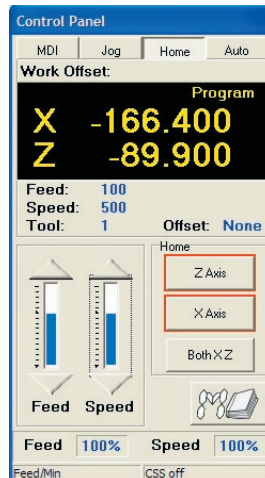 Control Panel
MDI Jog Home Auto
Work Offset:
Program
X -166.400
Z -89.900
Feed: 100
Speed: 500
Tool: 1 Offset: None
Home
Z Axis
X Axis
Both X Z
Feed Speed
Feed 100% Speed 100%
Feed/Min CSS off